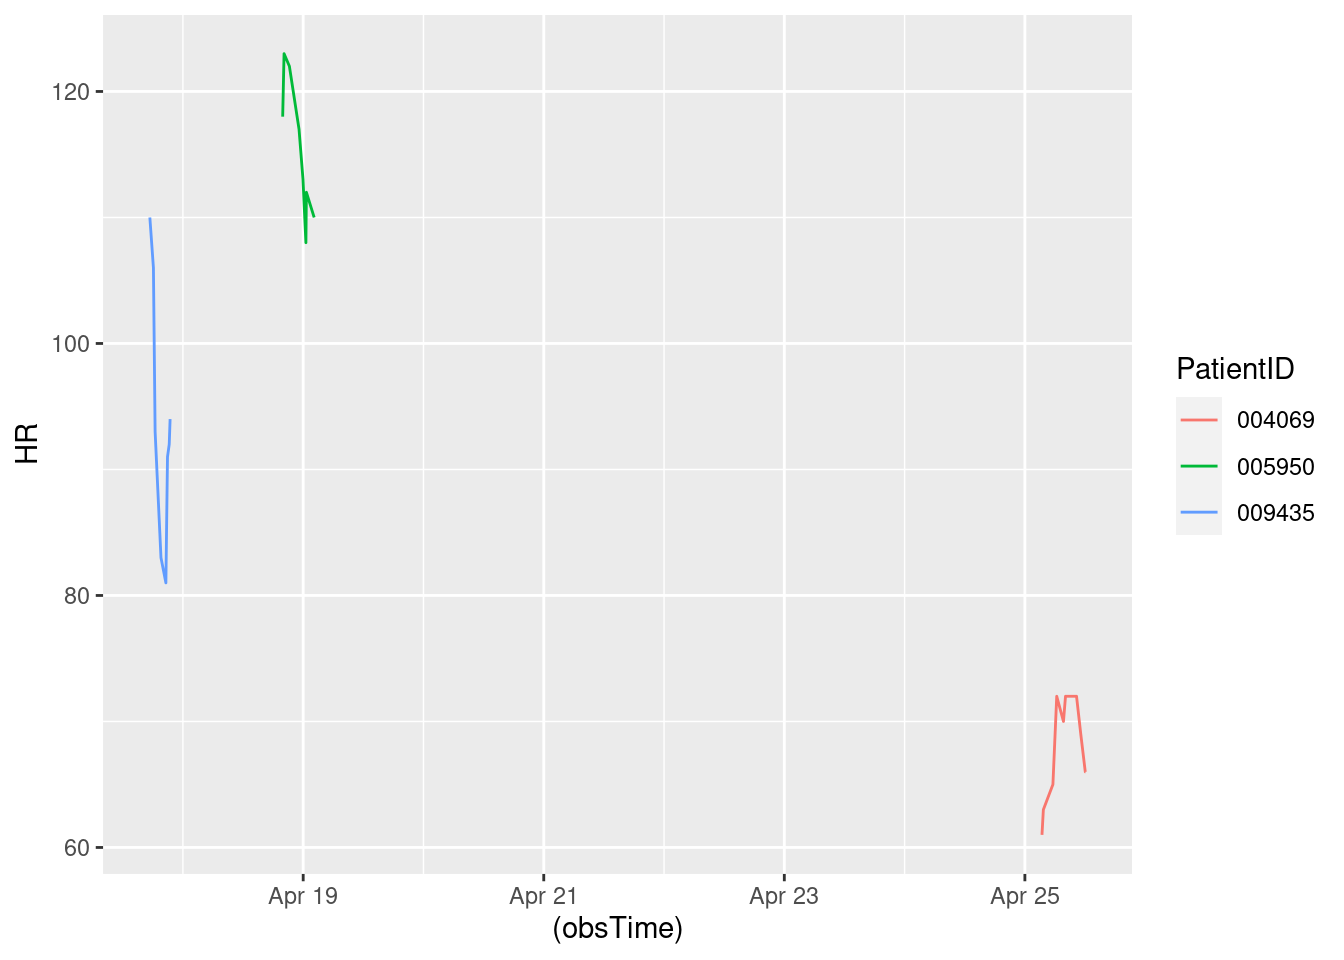 120
100
80
60
HR
Apr 19
Apr 21
Apr 23
Apr 25
(obsTime)
PatientID
004069
005950
009435